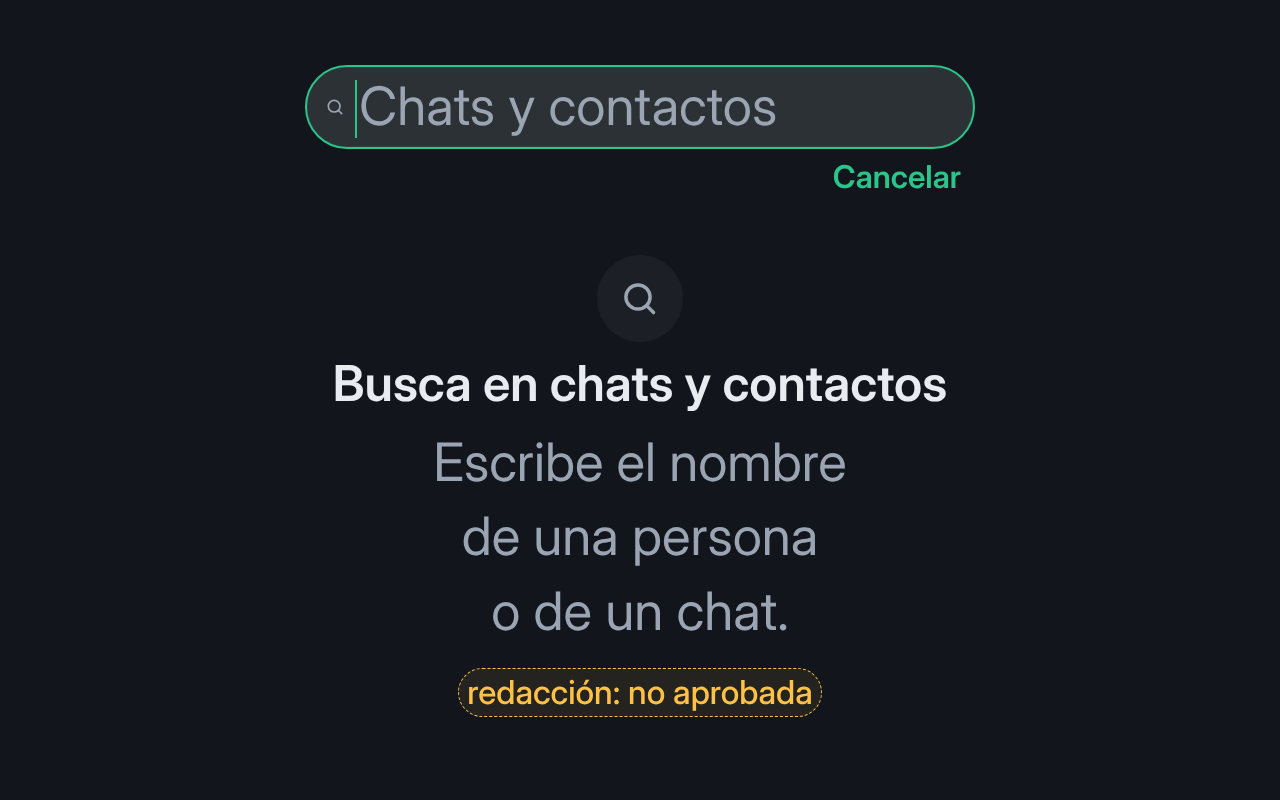 Chats y contactos
Cancelar
Busca en chats y contactos
Escribe el nombre
de una persona
o de un chat.
redacción: no aprobada